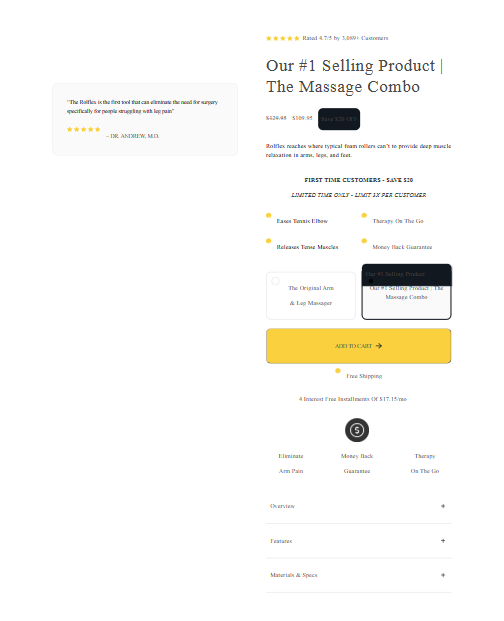 "The Rolflex is the first tool that can eliminate the need for surgery
specifically for people struggling with leg pain"
– DR. ANDREW, M.D.
Rated 4.7/5 by 3,089+ Customers
Our #1 Selling Product |
The Massage Combo
$129.95 $109.95 Save $20 OFF
Rolflex reaches where typical foam rollers can't to provide deep muscle
relaxation in arms, legs, and feet.
FIRST TIME CUSTOMERS - SAVE $20
LIMITED TIME ONLY - LIMIT 1X PER CUSTOMER
Eases Tennis Elbow
Therapy On The Go
Releases Tense Muscles
Money Back Guarantee
The Original Arm
& Leg Massager
Our #1 Selling Product
Our #1 Selling Product | The
Massage Combo
ADD TO CART
Free Shipping
4 Interest Free Installments Of $17.15/mo
Eliminate
Arm Pain
Money Back
Guarantee
Therapy
On The Go
Overview +
Features +
Materials & Specs +